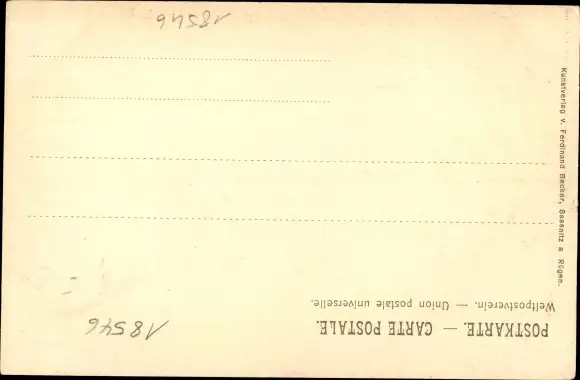 POSTKARTE. — CARTE POSTALE.
Weltpostverein. — Union postale universelle.
18546
18546
Kunstverlag v. Ferdinand Becker, Sassnitz a Rügen.